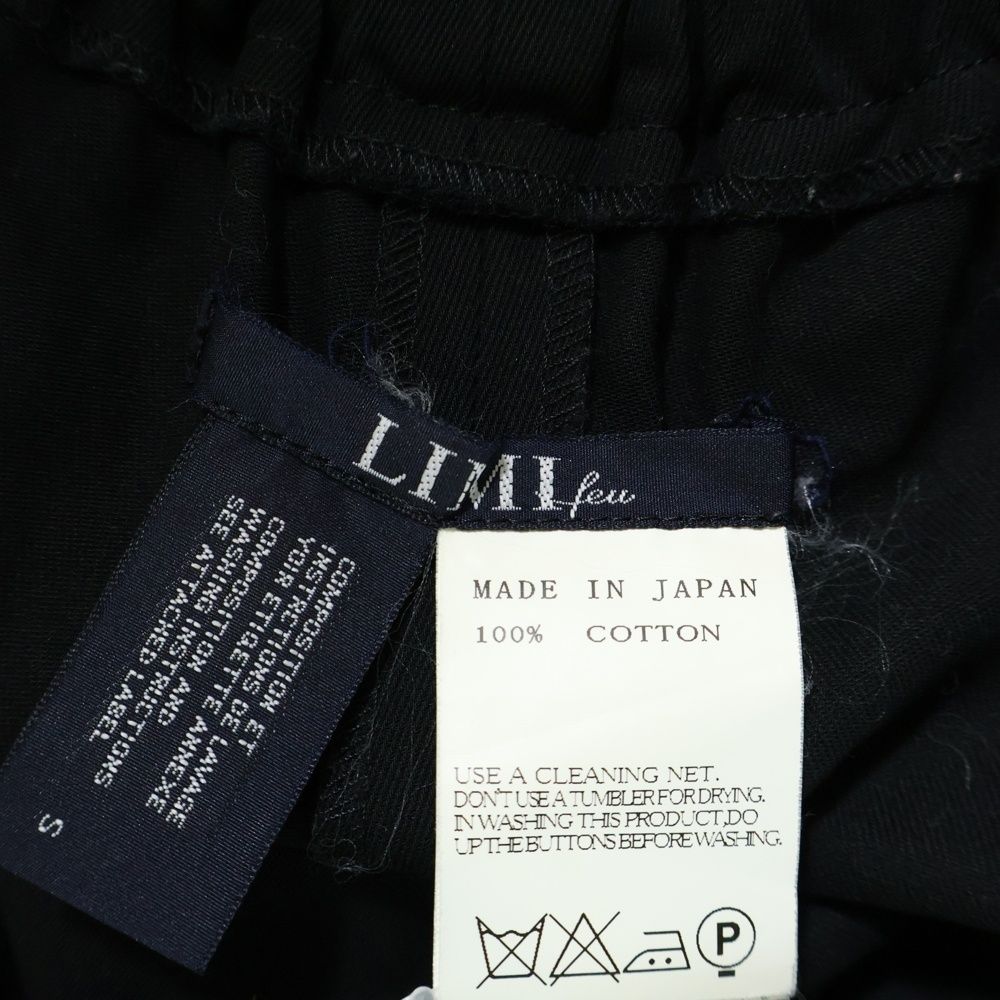 LIMI feu
COMPOSITION ET
INSTRCTIONS DE LAVAGE
VOIR ETIQRETTE ANNEXE
COMPOSITION AND
WASHING INSTRUCTIONS
SEE ATTACHED LABEL
S
MADE IN JAPAN
100% COTTON
USE A CLEANING NET.
DON'T USE A TUMBLER FOR DRYING.
IN WASHING THIS PRODUCT,DO
UP THE BUTTONS BEFORE WASHING.
P